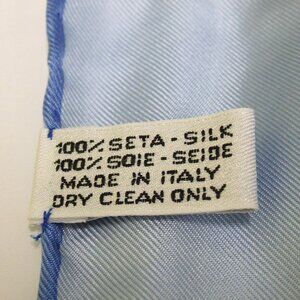 100% SETA - SILK
100% SOIE - SEIDE
MADE IN ITALY
DRY CLEAN ONLY